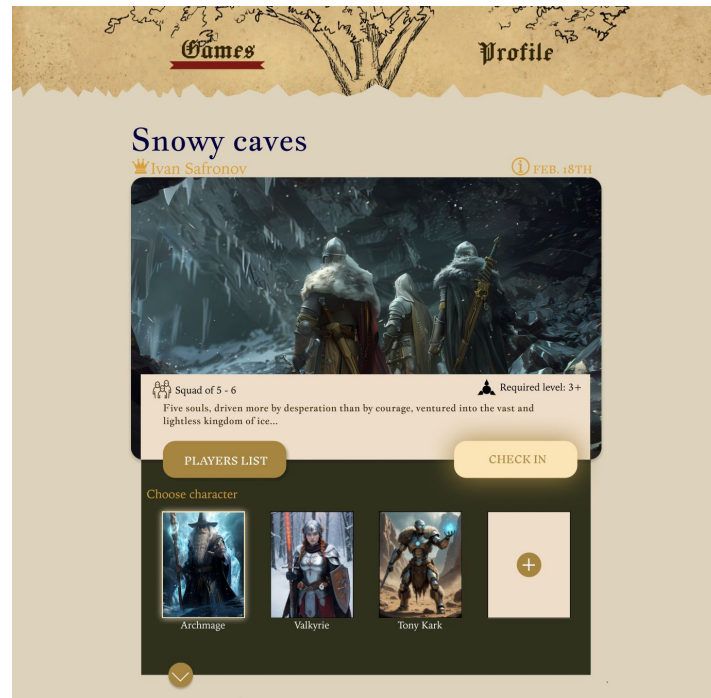 Games
Profile
Snowy caves
Ivan Safronov
FEB. 18TH
Squad of 5 - 6
Required level: 3+
Five souls, driven more by desperation than by courage, ventured into the vast and
lightless kingdom of ice...
PLAYERS LIST
CHECK IN
Choose character
Archmage
Valkyrie
Tony Kark